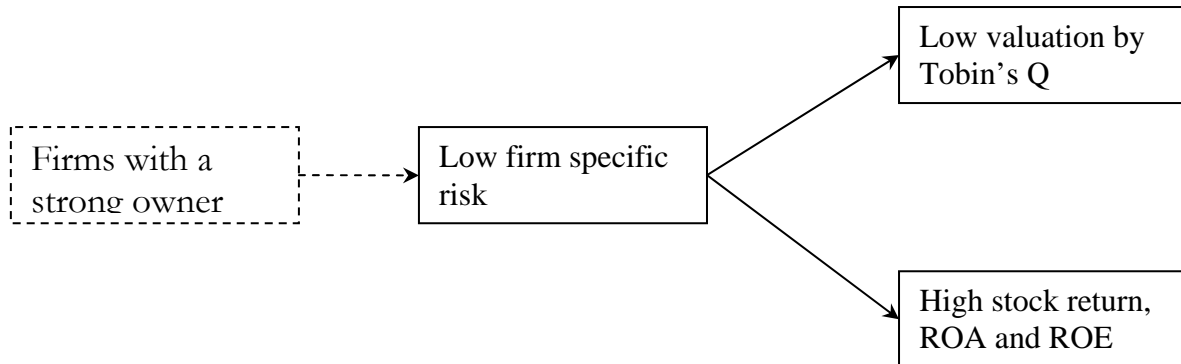 Low valuation by
Tobin’s Q
Firms with a
strong owner
Low firm specific
risk
High stock return,
ROA and ROE